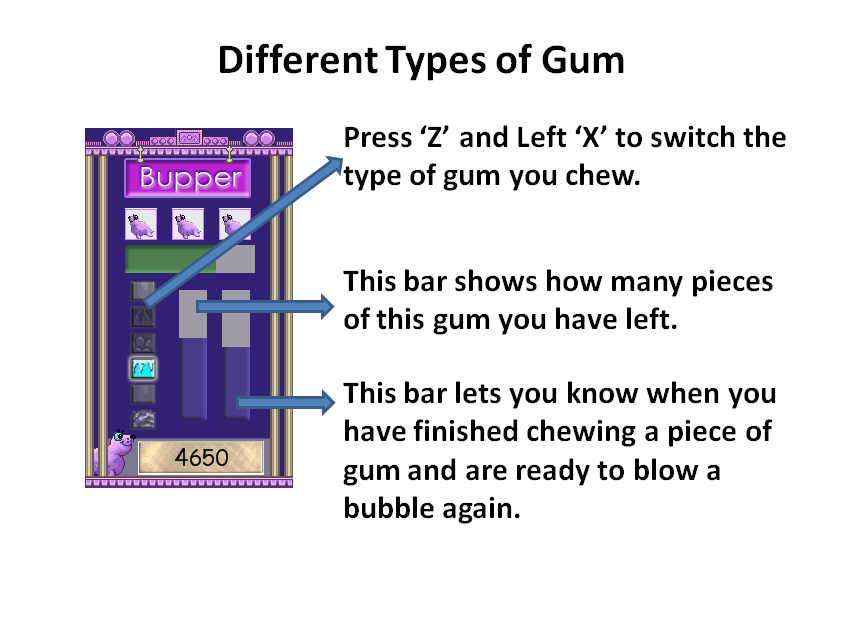 Different Types of Gum
Bupper
4650
Press ‘Z’ and Left ‘X’ to switch the
type of gum you chew.
This bar shows how many pieces
of this gum you have left.
This bar lets you know when you
have finished chewing a piece of
gum and are ready to blow a
bubble again.